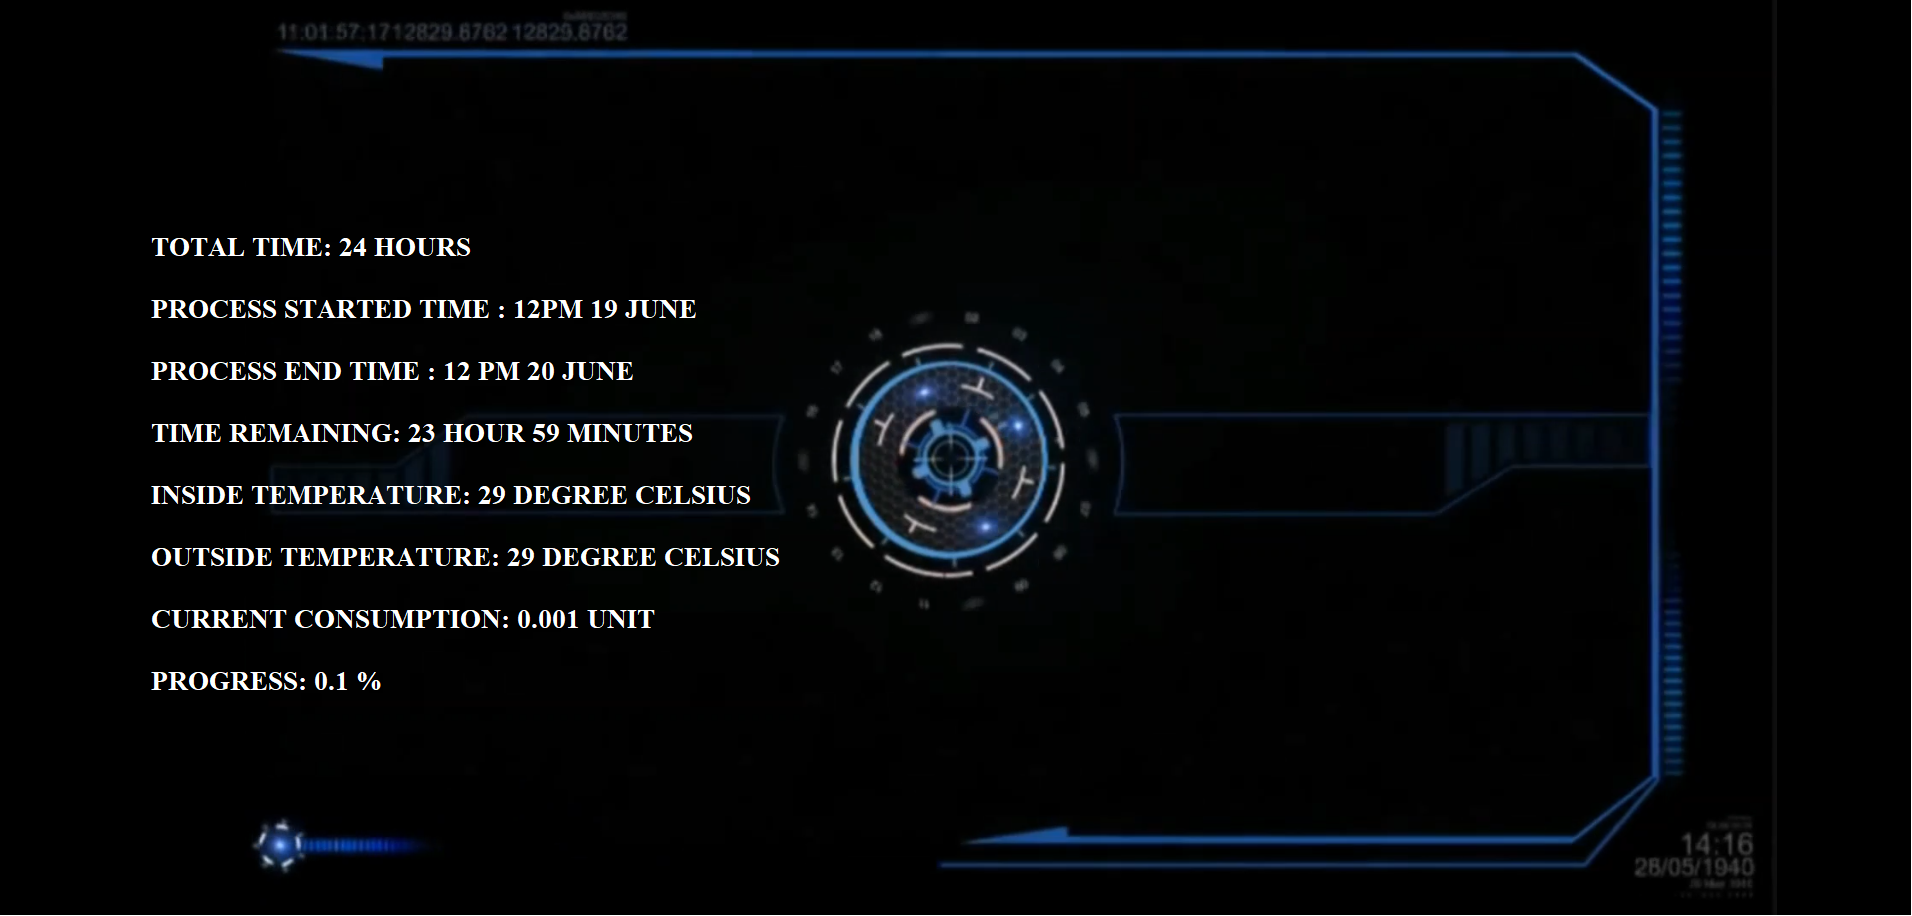 11:01:57:1712829.6762 12829.6762
TOTAL TIME: 24 HOURS
PROCESS STARTED TIME : 12PM 19 JUNE
PROCESS END TIME : 12 PM 20 JUNE
TIME REMAINING: 23 HOUR 59 MINUTES
INSIDE TEMPERATURE: 29 DEGREE CELSIUS
OUTSIDE TEMPERATURE: 29 DEGREE CELSIUS
CURRENT CONSUMPTION: 0.001 UNIT
PROGRESS: 0.1 %
14:16
28/05/1940